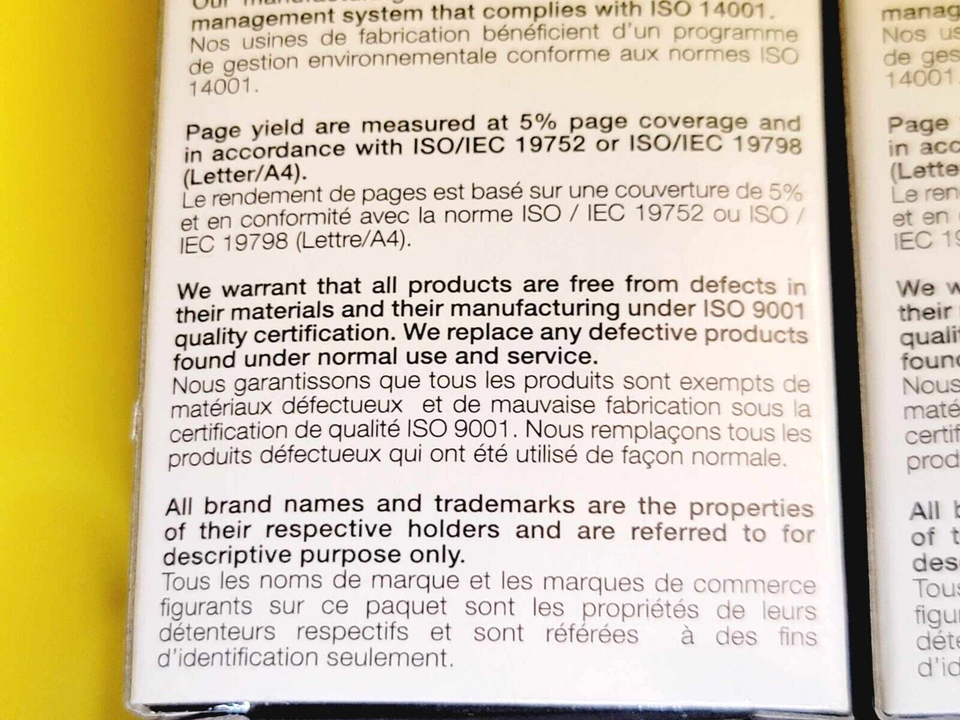 Our manufacturing
management system that complies with ISO 14001.
Nos usines de fabrication bénéficient d'un programme
de gestion environnementale conforme aux normes ISO
14001.
Page yield are measured at 5% page coverage and
in accordance with ISO/IEC 19752 or ISO/IEC 19798
(Letter/A4).
Le rendement de pages est basé sur une couverture de 5%
et en conformité avec la norme ISO / IEC 19752 ou ISO /
IEC 19798 (Lettre/A4).
We warrant that all products are free from defects in
their materials and their manufacturing under ISO 9001
quality certification. We replace any defective products
found under normal use and service.
Nous garantissons que tous les produits sont exempts de
matériaux défectueux et de mauvaise fabrication sous la
certification de qualité ISO 9001. Nous remplaçons tous les
produits défectueux qui ont été utilisé de façon normale.
All brand names and trademarks are the properties
of their respective holders and are referred to for
descriptive purpose only.
Tous les noms de marque et les marques de commerce
figurants sur ce paquet sont les propriétés de leurs
détenteurs respectifs et sont référées à des fins
d'identification seulement.
manag
Nos us
de ges
14001.
Page
in acc
(Lette
Le ren
et en
IEC 19
We w
their
qualit
found
Nous
maté
certif
prod
All b
of t
des
Tous
figur
déte
d'id